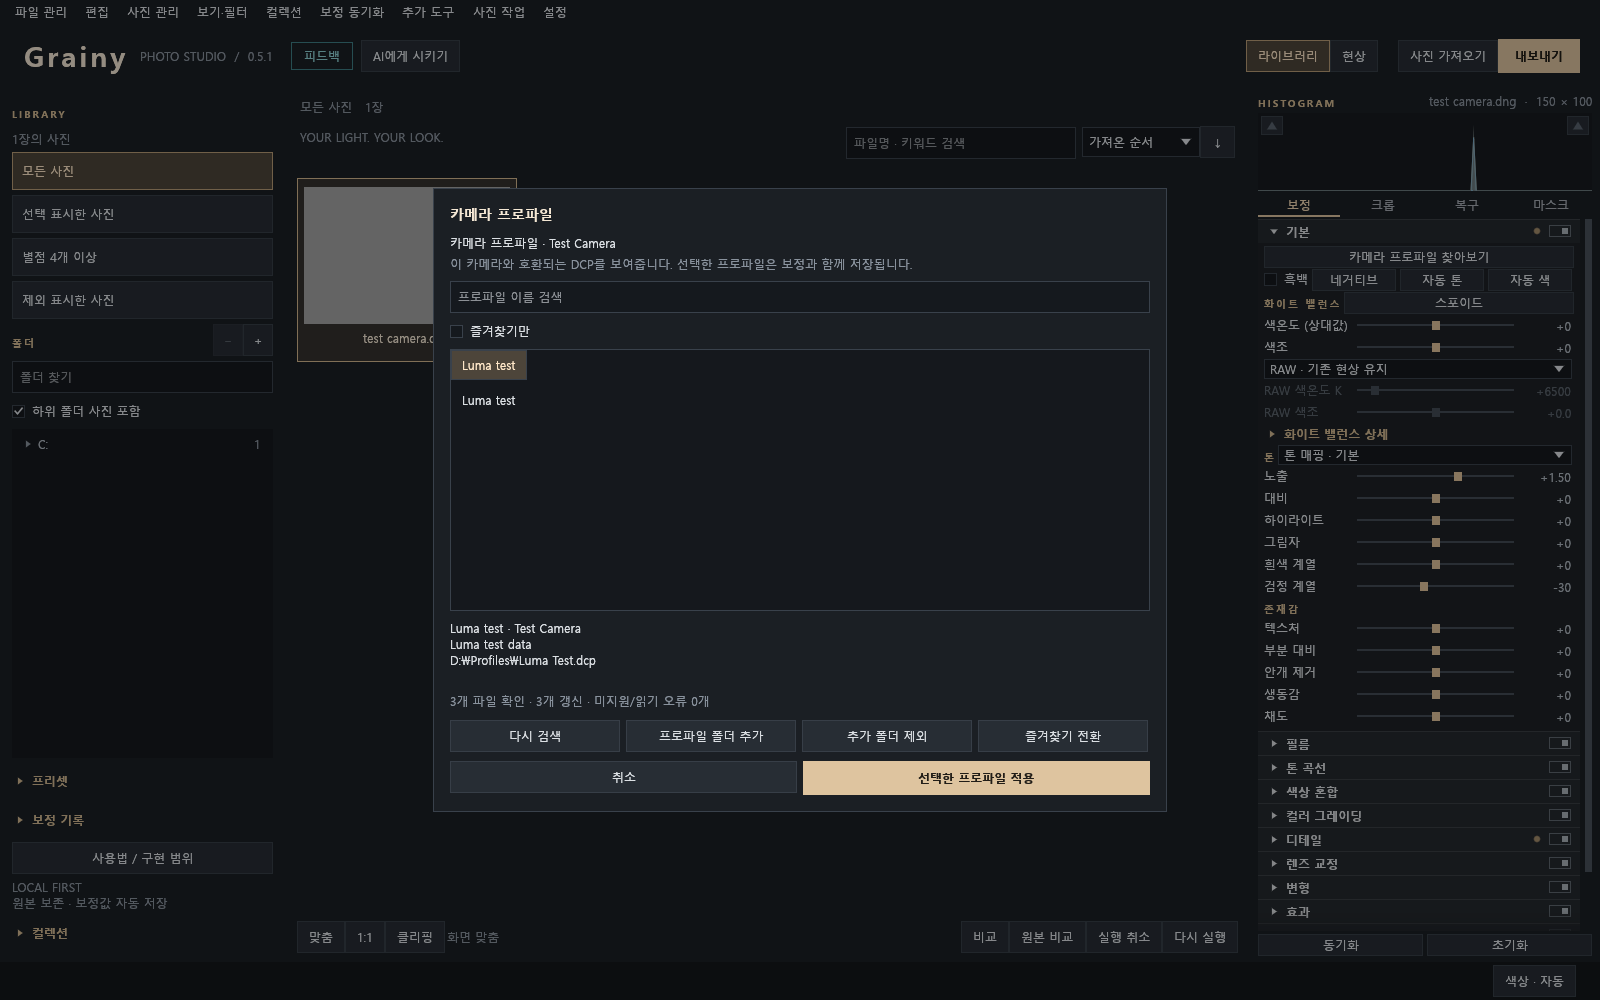 파일 관리 편집 사진 관리 보기·필터 컬렉션 보정 동기화 추가 도구 사진 작업 설정
Grainy PHOTO STUDIO / 0.5.1 피드백 AI에게 시키기 라이브러리 현상 사진 가져오기 내보내기
LIBRARY
1장의 사진
모든 사진
선택 표시한 사진
별점 4개 이상
제외 표시한 사진
폴더 − +
폴더 찾기
하위 폴더 사진 포함
C: 1
프리셋
보정 기록
사용법 / 구현 범위
LOCAL FIRST
원본 보존 · 보정값 자동 저장
컬렉션
모든 사진 1장
YOUR LIGHT. YOUR LOOK.
파일명 · 키워드 검색 가져온 순서 ↓
test camera.d
카메라 프로파일
카메라 프로파일 · Test Camera
이 카메라와 호환되는 DCP를 보여줍니다. 선택한 프로파일은 보정과 함께 저장됩니다.
프로파일 이름 검색
즐겨찾기만
Luma test
Luma test
Luma test · Test Camera
Luma test data
D:₩Profiles₩Luma Test.dcp
3개 파일 확인 · 3개 갱신 · 미지원/읽기 오류 0개
다시 검색 프로파일 폴더 추가 추가 폴더 제외 즐겨찾기 전환
취소 선택한 프로파일 적용
맞춤 1:1 클리핑 화면 맞춤 비교 원본 비교 실행 취소 다시 실행
HISTOGRAM test camera.dng · 150 × 100
보정 크롭 복구 마스크
기본
카메라 프로파일 찾아보기
흑백 네거티브 자동 톤 자동 색
화이트 밸런스 스포이드
색온도 (상대값) +0
색조 +0
RAW · 기존 현상 유지
RAW 색온도 K +6500
RAW 색조 +0.0
화이트 밸런스 상세
톤 톤 매핑 · 기본
노출 +1.50
대비 +0
하이라이트 +0
그림자 +0
흰색 계열 +0
검정 계열 -30
존재감
텍스처 +0
부분 대비 +0
안개 제거 +0
생동감 +0
채도 +0
필름
톤 곡선
색상 혼합
컬러 그레이딩
디테일
렌즈 교정
변형
효과
동기화 초기화
색상 · 자동